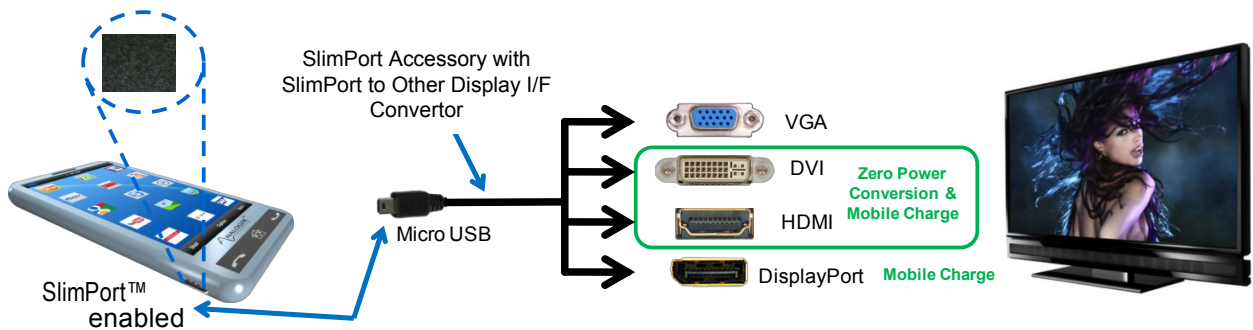 SlimPort Accessory with
SlimPort to Other Display I/F
Convertor
VGA
DVI
HDMI
DisplayPort
Zero Power
Conversion &
Mobile Charge
Mobile Charge
Micro USB
ANALOGIX
SlimPort™
enabled